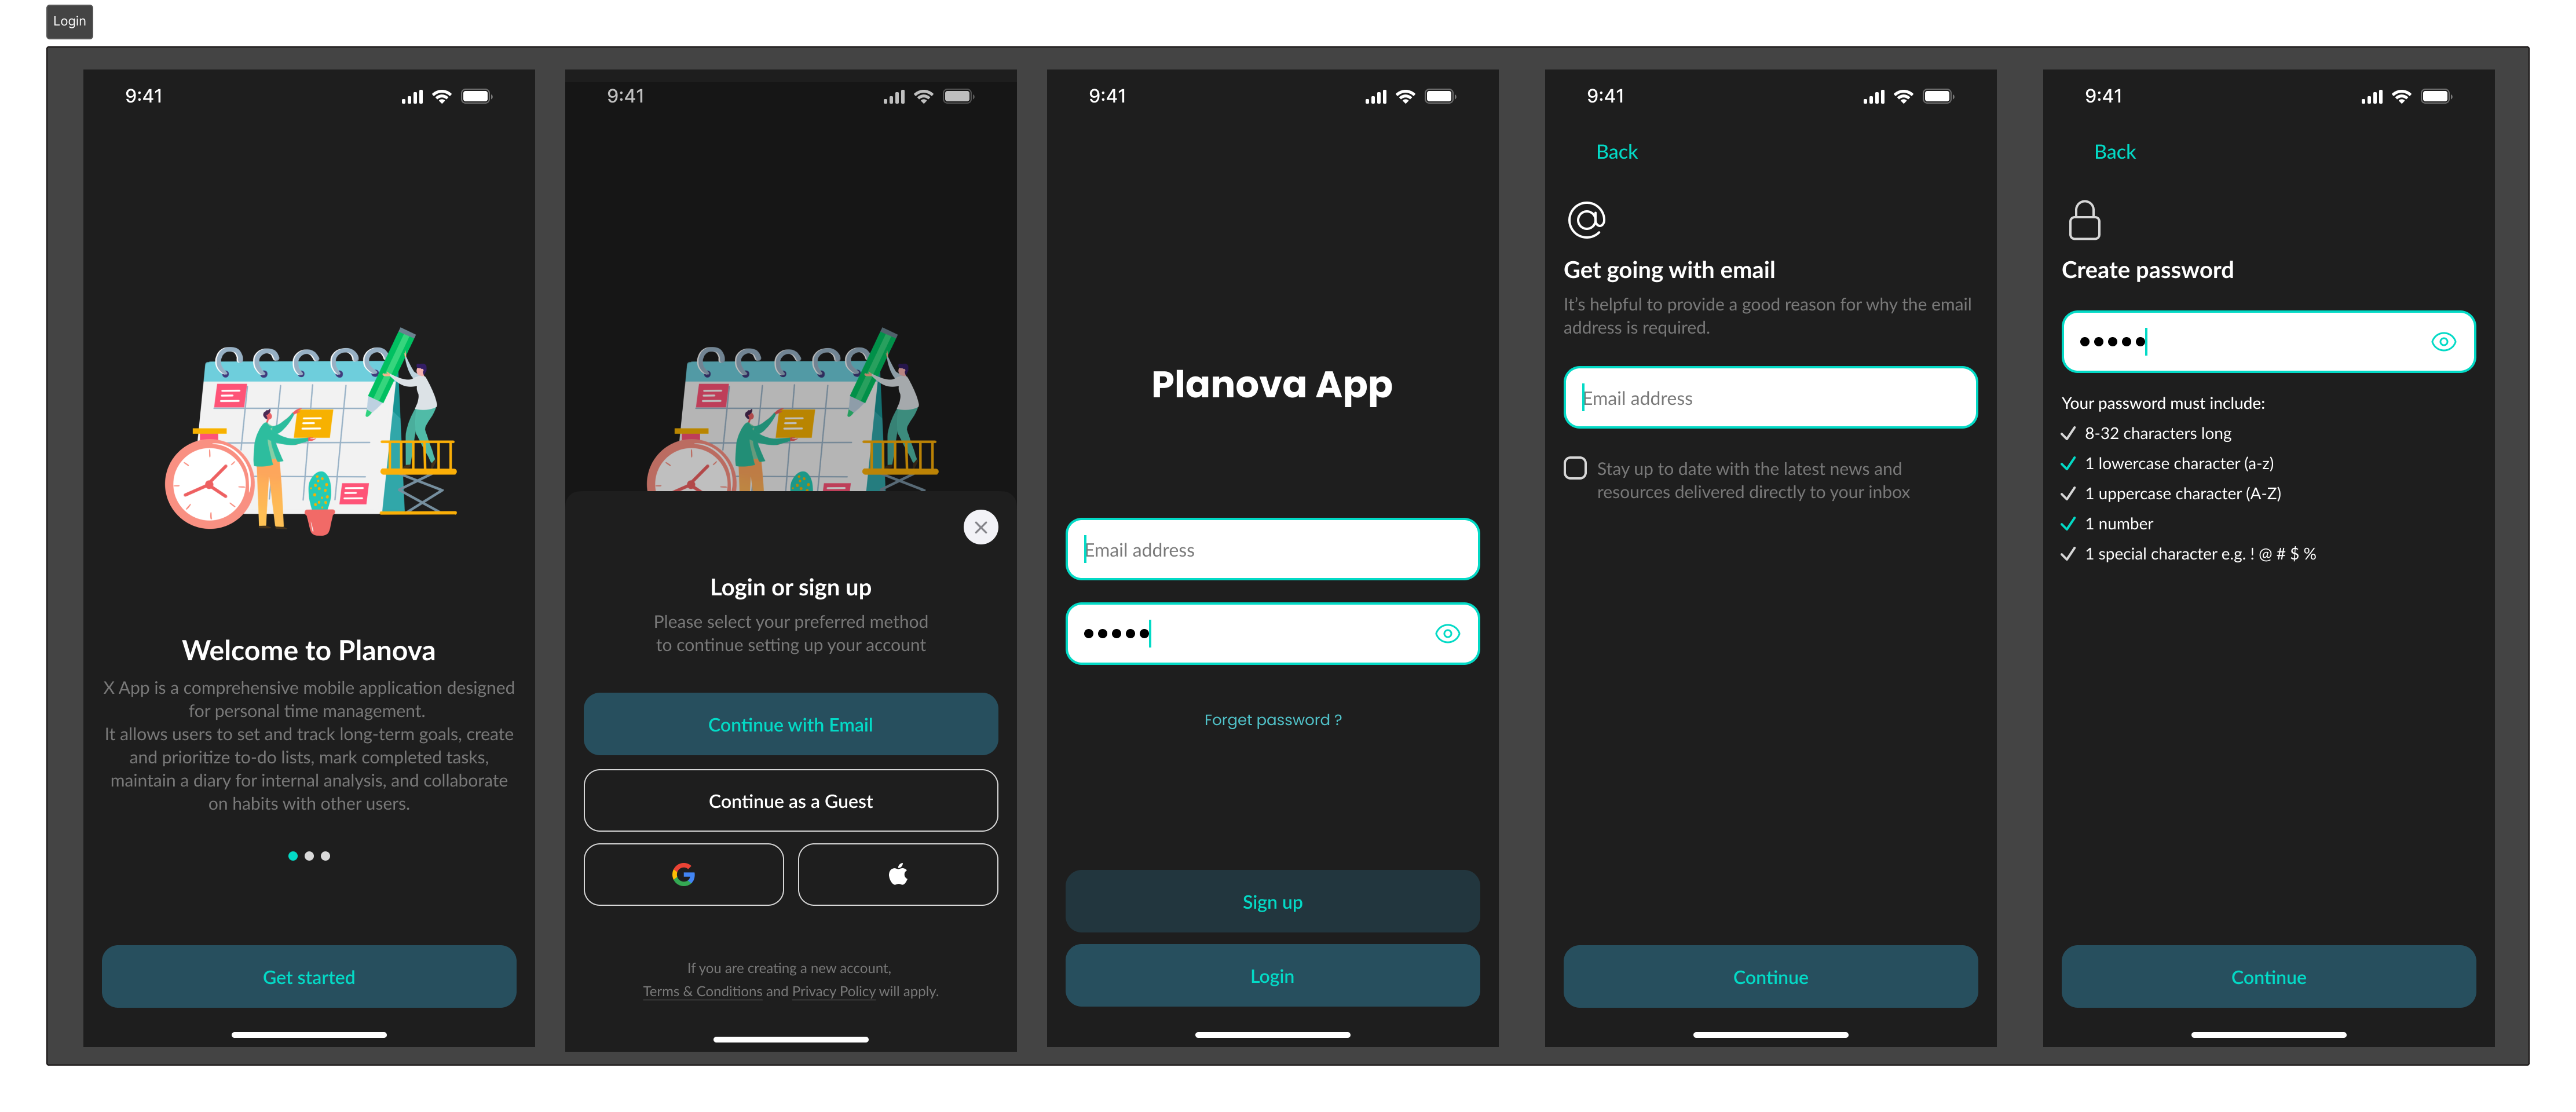 Login
9:41
Welcome to Planova
X App is a comprehensive mobile application designed
for personal time management.
It allows users to set and track long-term goals, create
and prioritize to-do lists, mark completed tasks,
maintain a diary for internal analysis, and collaborate
on habits with other users.
Get started
9:41
Login or sign up
Please select your preferred method
to continue setting up your account
Continue with Email
Continue as a Guest
If you are creating a new account,
Terms & Conditions and Privacy Policy will apply.
9:41
Planova App
Email address
Forget password ?
Sign up
Login
9:41
Back
Get going with email
It's helpful to provide a good reason for why the email
address is required.
Email address
Stay up to date with the latest news and
resources delivered directly to your inbox
Continue
9:41
Back
Create password
Your password must include:
8-32 characters long
1 lowercase character (a-z)
1 uppercase character (A-Z)
1 number
1 special character e.g. ! @ # $ %
Continue